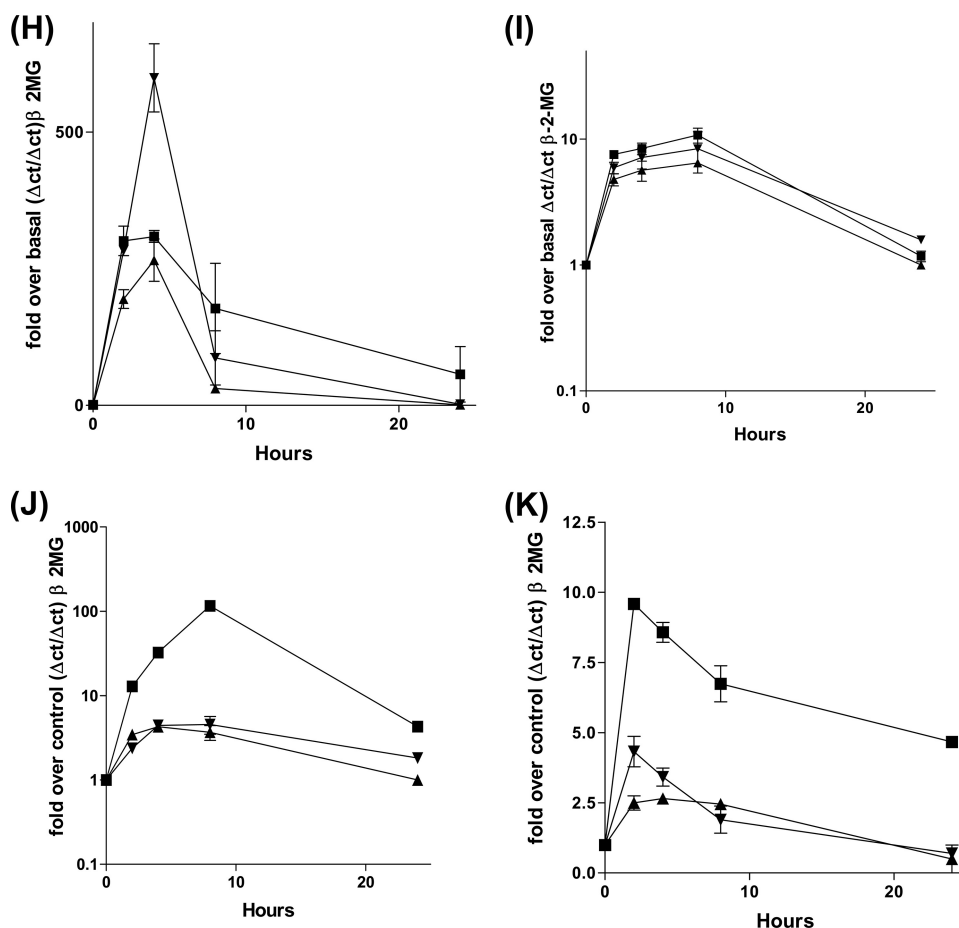 (H)
fold over basal (Δct/Δct)β 2MG
500
0
0
10
20
Hours
(I)
fold over basal Δct/Δct β-2-MG
10
1
0.1
0
10
20
Hours
(J)
fold over control (Δct/Δct) β 2MG
1000
100
10
1
0.1
0
10
20
Hours
(K)
fold over control (Δct/Δct) β 2MG
12.5
10.0
7.5
5.0
2.5
0.0
0
10
20
Hours